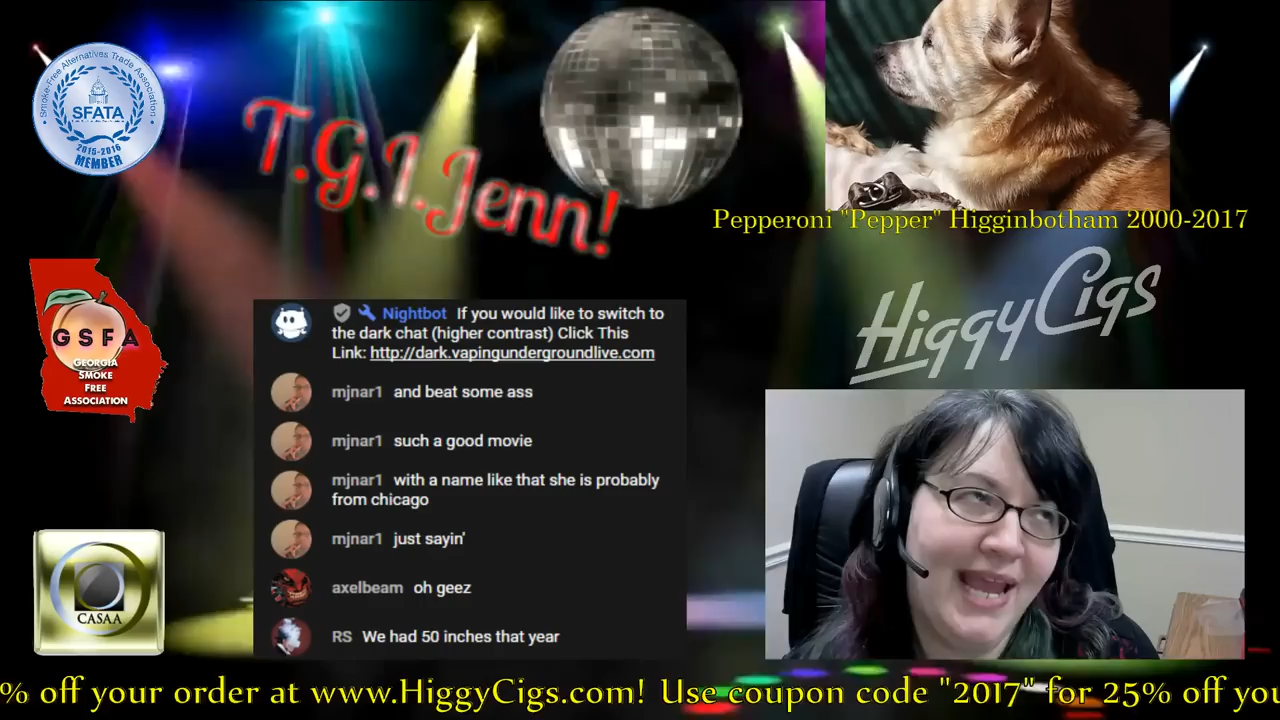 Smoke-Free Alternatives Trade Association
SFATA
2015-2016
MEMBER
T.G.I.Jenn!
Pepperoni "Pepper" Higginbotham 2000-2017
HiggyCigs
GSFA
GEORGIA
SMOKE
FREE
ASSOCIATION
CASAA
Nightbot If you would like to switch to
the dark chat (higher contrast) Click This
Link: http://dark.vapingundergroundlive.com
mjnar1 and beat some ass
mjnar1 such a good movie
mjnar1 with a name like that she is probably
from chicago
mjnar1 just sayin'
axelbeam oh geez
RS We had 50 inches that year
% off your order at www.HiggyCigs.com! Use coupon code "2017" for 25% off you